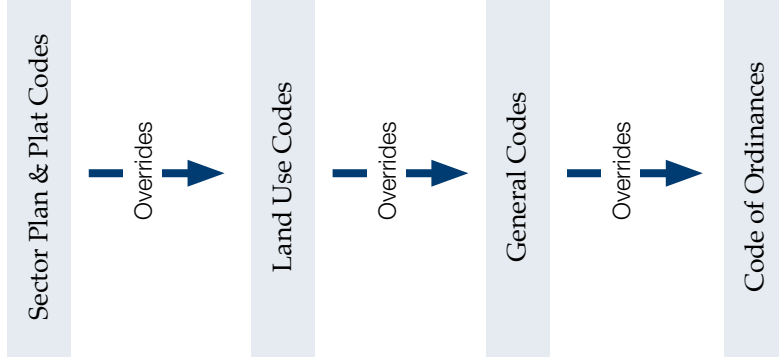 Sector Plan & Plat Codes
Overrides
Land Use Codes
Overrides
General Codes
Overrides
Code of Ordinances